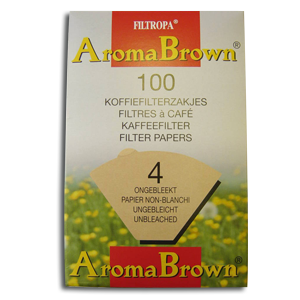 FILTROPA®
AromaBrown®
100
KOFFIEFILTERZAKJES
FILTRES à CAFÉ
KAFFEEFILTER
FILTER PAPERS
4
ONGEBLEEKT
PAPIER NON-BLANCHI
UNGEBLEICHT
UNBLEACHED
AromaBrown®